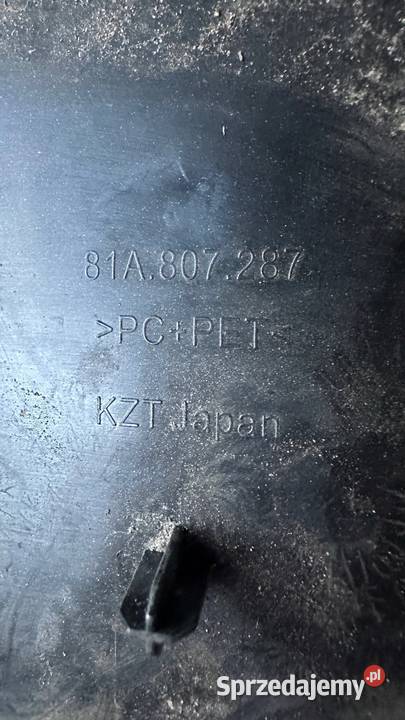 81A.807.287
>PC+PET<
KZT Japan
Sprzedajemy.pl